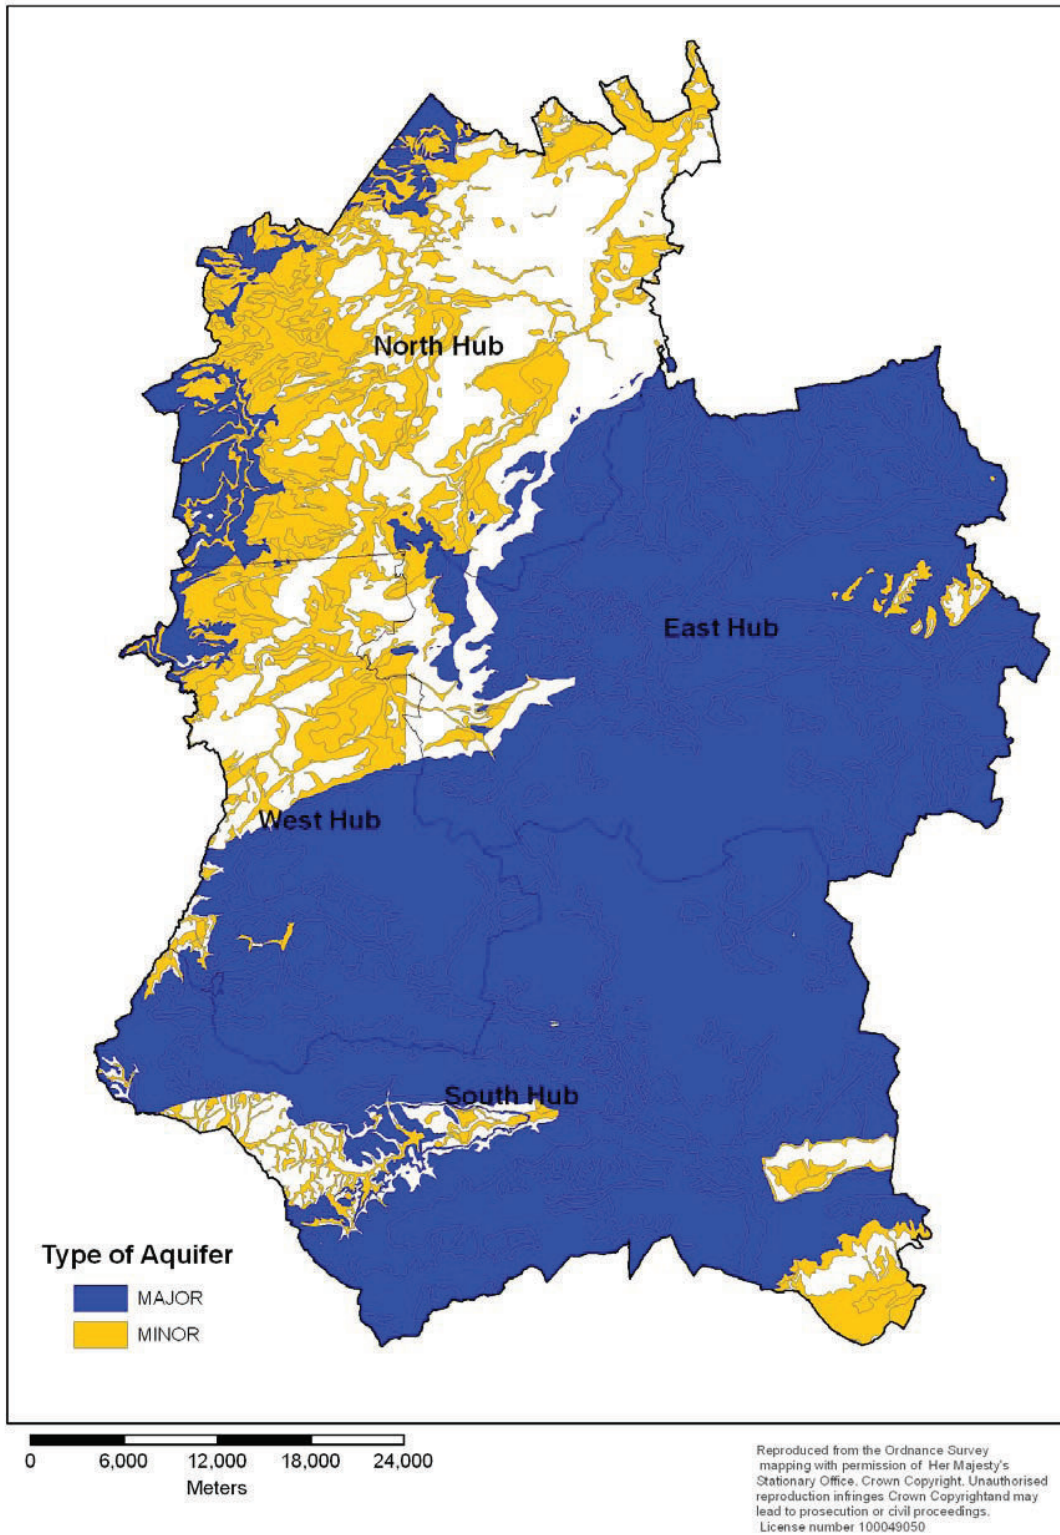 North Hub
East Hub
West Hub
South Hub
Type of Aquifer
MAJOR
MINOR
0 6,000 12,000 18,000 24,000
Meters
Reproduced from the Ordnance Survey
mapping with permission of Her Majesty's
Stationary Office. Crown Copyright. Unauthorised
reproduction infringes Crown Copyrightand may
lead to prosecution or civil proceedings.
License number 100049050